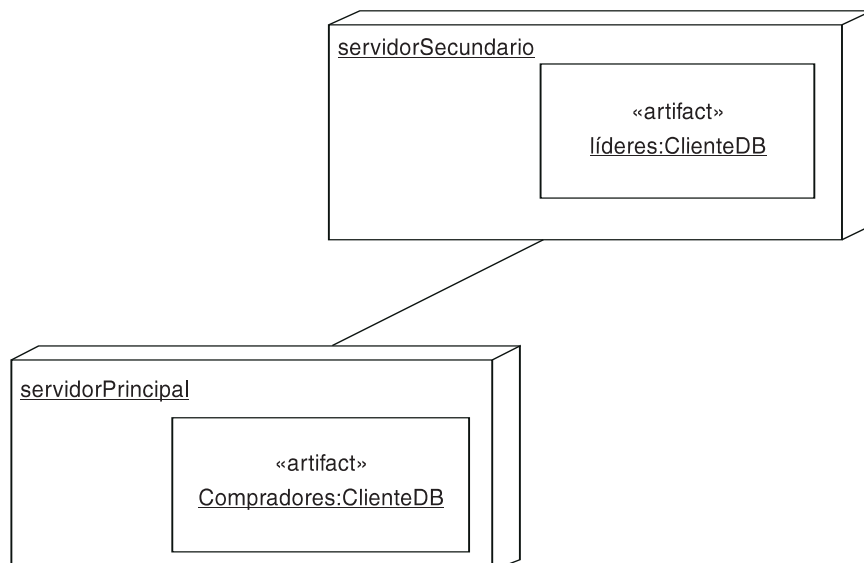 servidorSecundario
«artifact»
líderes:ClienteDB
servidorPrincipal
«artifact»
Compradores:ClienteDB